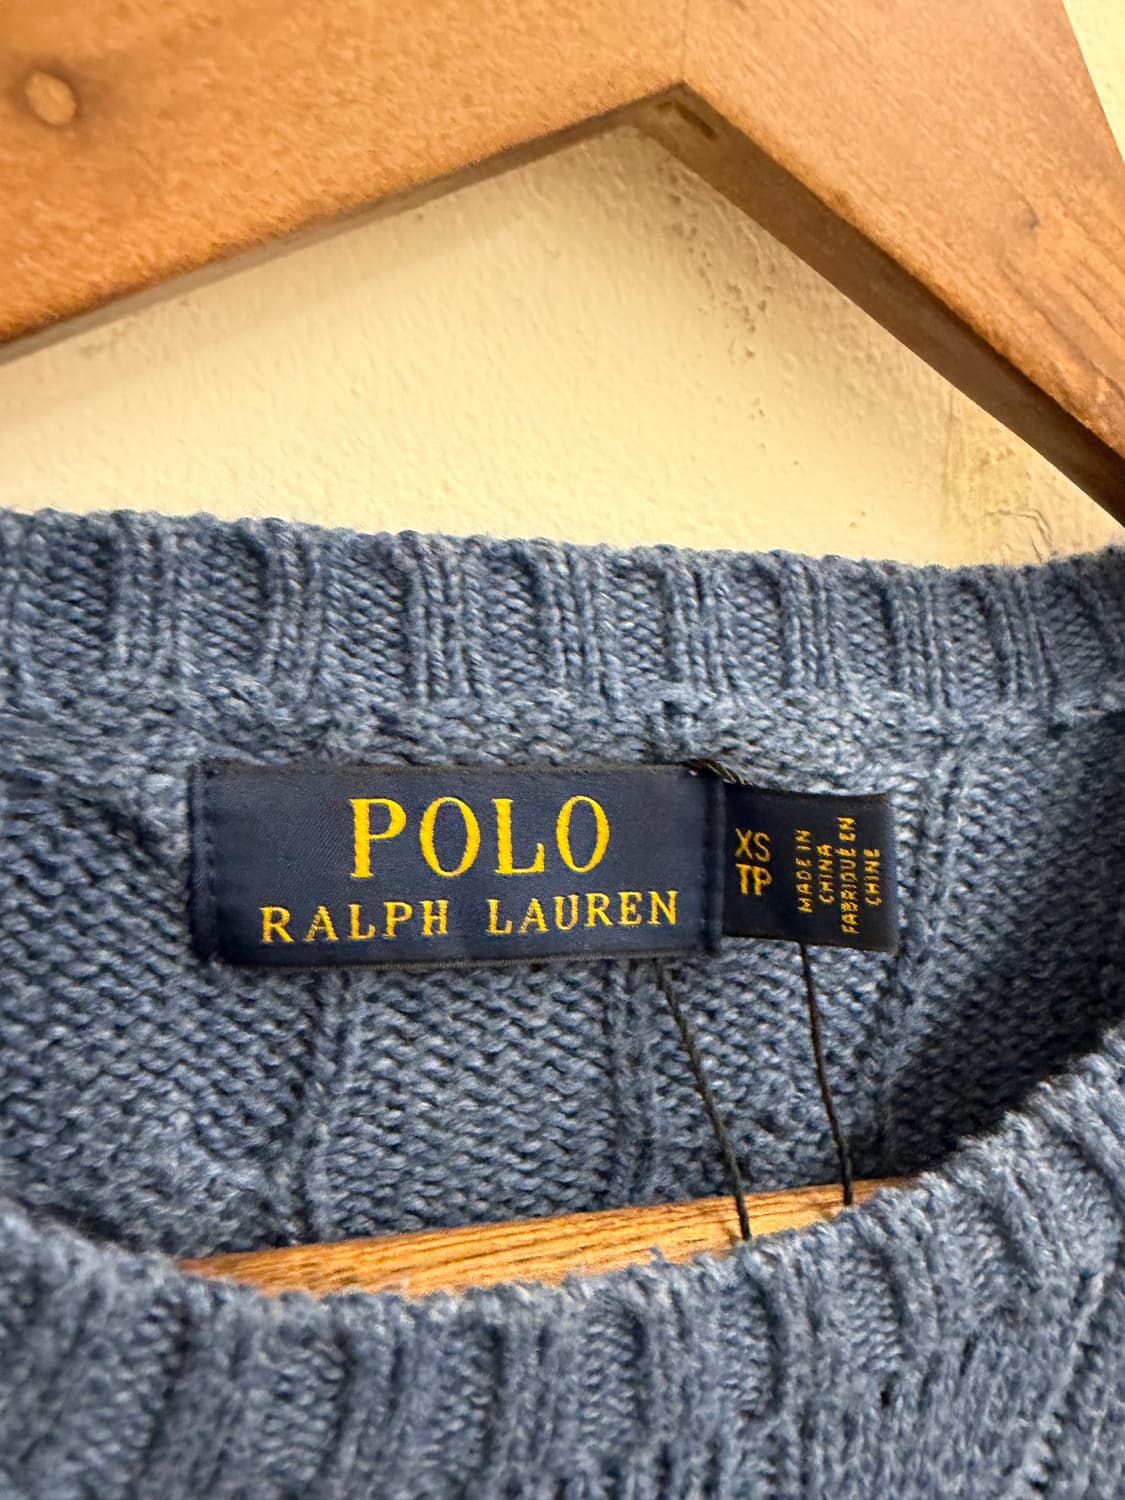 POLO
RALPH LAUREN
XS
TP
MADE IN
CHINA
FABRIQUÉ EN
CHINE